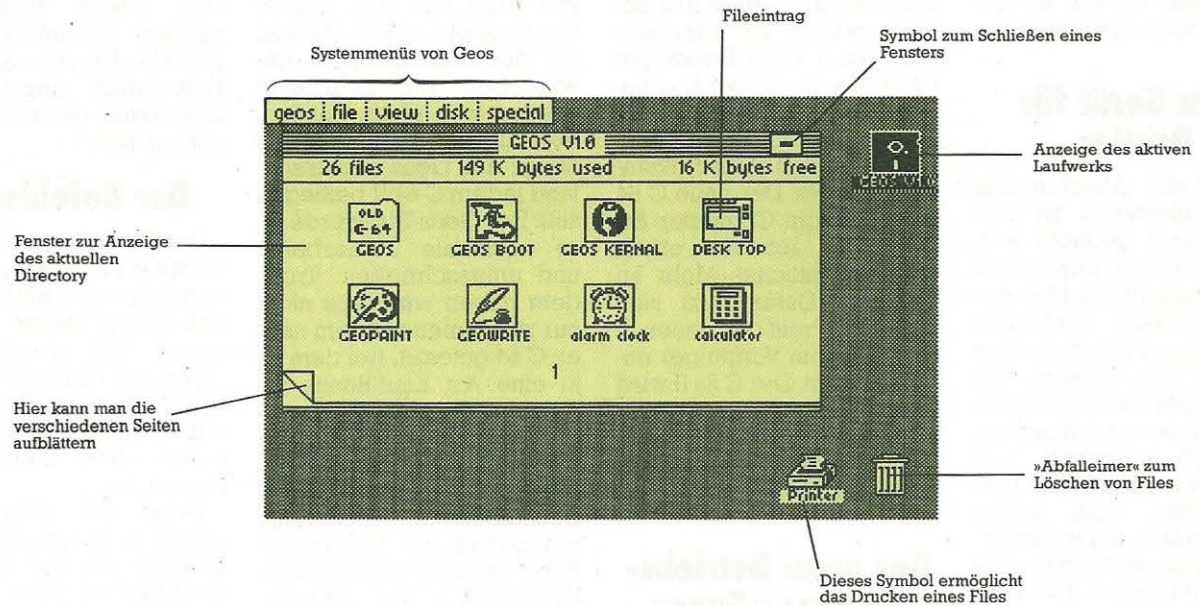 Fileeintrag
Symbol zum Schließen eines
Fensters
Systemmenüs von Geos
geos file view disk special
GEOS V1.0
26 files 149 K bytes used 16 K bytes free
Anzeige des aktiven
Laufwerks
GEOS V1.0
Fenster zur Anzeige
des aktuellen
Directory
OLD
C-64
GEOS GEOS BOOT GEOS KERNAL DESK TOP
GEOPAINT GEOWRITE alarm clock calculator
1
Hier kann man die
verschiedenen Seiten
aufblättern
Printer
»Abfalleimer« zum
Löschen von Files
Dieses Symbol ermöglicht
das Drucken eines Files